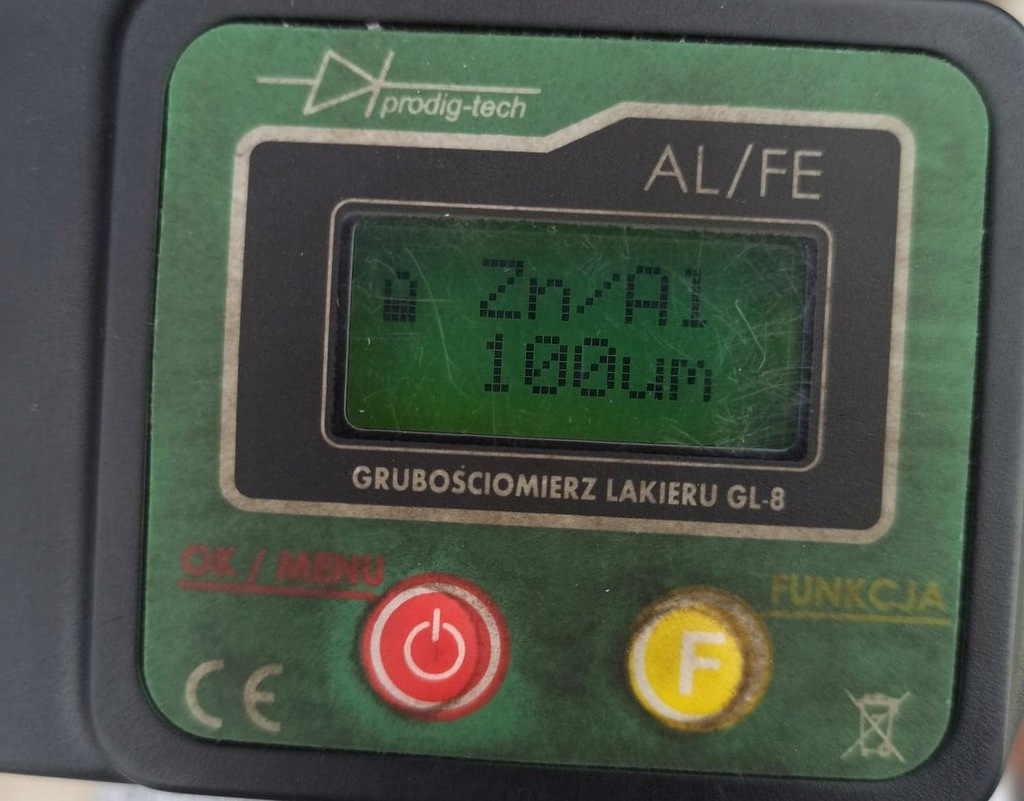 prodig-tech
AL/FE
Zn/Al
100um
GRUBOŚCIOMIERZ LAKIERU GL-8
OK / MENU
FUNKCJA
F
CE